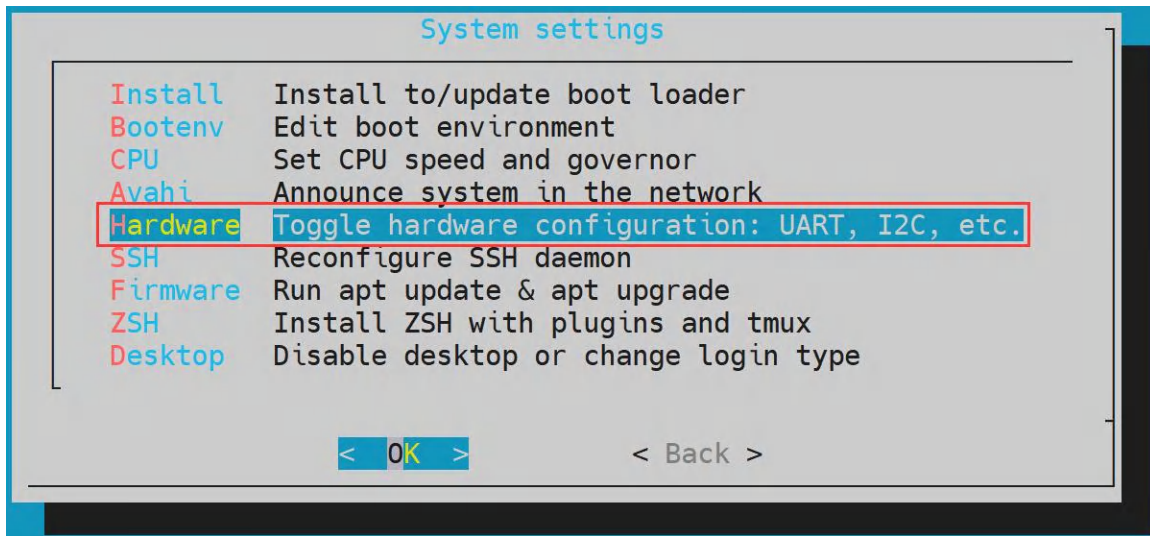 System settings
Install Install to/update boot loader
Bootenv Edit boot environment
CPU Set CPU speed and governor
Avahi Announce system in the network
Hardware Toggle hardware configuration: UART, I2C, etc.
SSH Reconfigure SSH daemon
Firmware Run apt update & apt upgrade
ZSH Install ZSH with plugins and tmux
Desktop Disable desktop or change login type
< OK > < Back >